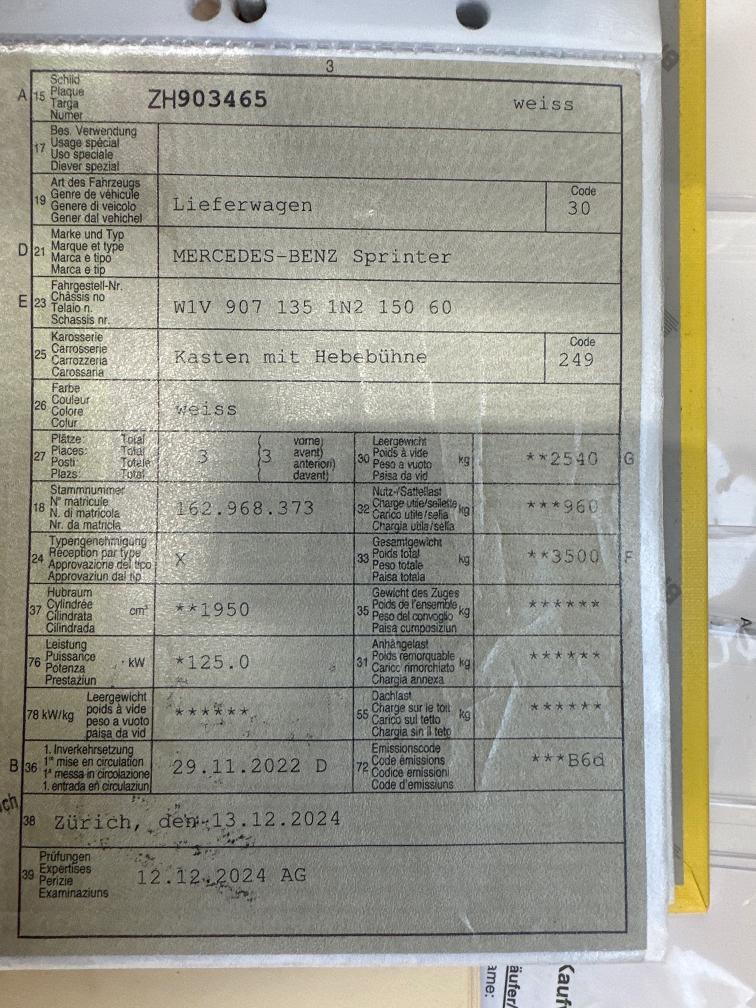 3
A 15 Schild
Plaque
Targa
Numer
ZH903465 weiss
17 Bes. Verwendung
Usage spécial
Uso speciale
Diever spezial
19 Art des Fahrzeugs
Genre de véhicule
Genere di veicolo
Gener dal vehichel
Lieferwagen
Code
30
D 21 Marke und Typ
Marque et type
Marca e tipo
Marca e tip
MERCEDES-BENZ Sprinter
E 23 Fahrgestell-Nr.
Châssis no
Telaio n.
Schassis nr.
W1V 907 135 1N2 150 60
25 Karosserie
Carrosserie
Carrozzeria
Carossaria
Kasten mit Hebebühne
Code
249
26 Farbe
Couleur
Colore
Colur
weiss
27 Plätze: Total
Places: Total
Posti: Totale
Plazs: Total
3
3 vorne)
avant)
anteriori)
davant)
30 Leergewicht
Poids à vide
Peso a vuoto
Paisa da vid
kg
**2540 G
18 Stammnummer
N° matricule
N. di matricola
Nr. da matricla
162.968.373
32 Nutz-/Sattellast
Charge utile/sellette
Carico utile/sella
Chargia utila/sella
kg
***960
24 Typengenehmigung
Réception par type
Approvazione del tipo
Approvaziun dal tip
X
33 Gesamtgewicht
Poids total
Peso totale
Paisa totala
kg
**3500 F
37 Hubraum
Cylindrée
Cilindrata
Cilindrada
cm³
**1950
35 Gewicht des Zuges
Poids de l'ensemble
Peso del convoglio
Paisa cumposiziun
kg
******
76 Leistung
Puissance
Potenza
Prestaziun
kW
*125.0
31 Anhängelast
Poids remorquable
Carico rimorchiato
Chargia annexa
kg
******
78 kW/kg
Leergewicht
poids à vide
peso a vuoto
paisa da vid
******
55 Dachlast
Charge sur le toit
Carico sul tetto
Chargia sin il tetg
kg
******
B 36 1. Inverkehrsetzung
1re mise en circulation
1a messa in circolazione
1. entrada en circulaziun
29.11.2022 D
72 Emissionscode
Code émissions
Codice emissioni
Code d'emissiuns
***B6d
38 Zürich, den 13.12.2024
39 Prüfungen
Expertises
Perizie
Examinaziuns
12.12.2024 AG